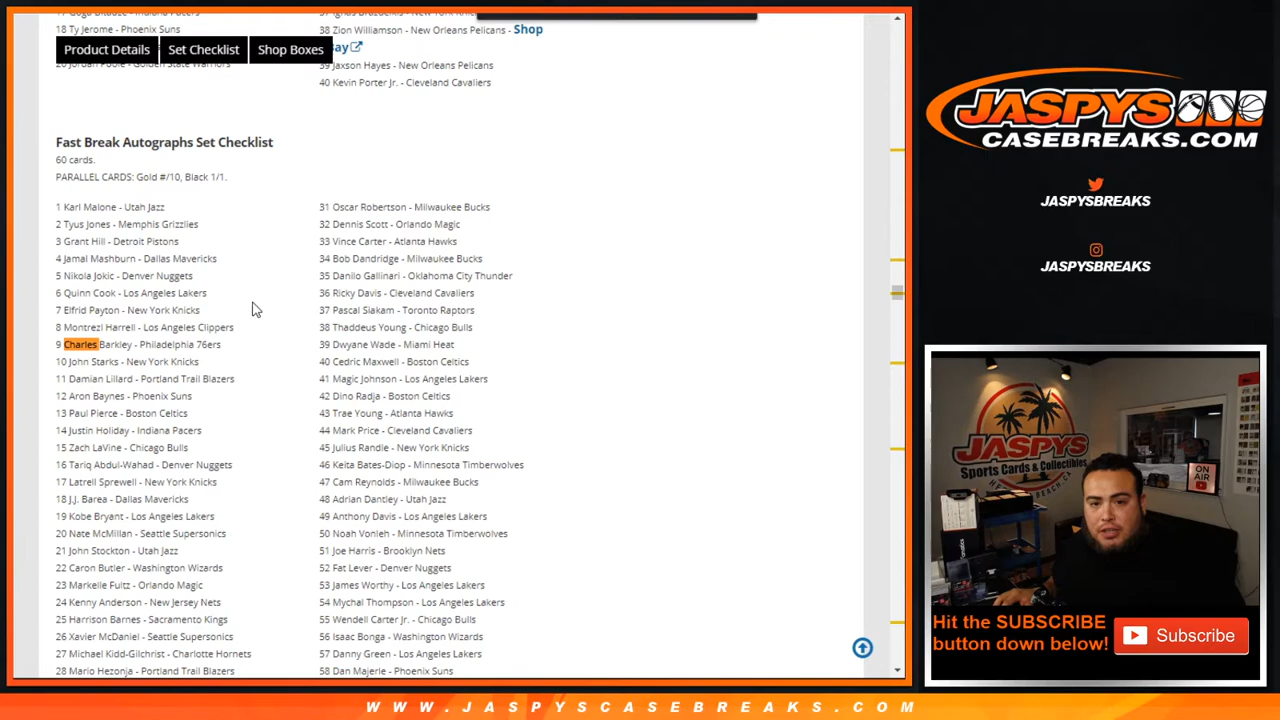 18 Ty Jerome - Phoenix Suns
38 Zion Williamson - New Orleans Pelicans - Shop
Product Details
Set Checklist
Shop Boxes
39 Jaxson Hayes - New Orleans Pelicans
40 Kevin Porter Jr. - Cleveland Cavaliers
Fast Break Autographs Set Checklist
60 cards.
PARALLEL CARDS: Gold #/10, Black 1/1.
1 Karl Malone - Utah Jazz
2 Tyus Jones - Memphis Grizzlies
3 Grant Hill - Detroit Pistons
4 Jamal Mashburn - Dallas Mavericks
5 Nikola Jokic - Denver Nuggets
6 Quinn Cook - Los Angeles Lakers
7 Elfrid Payton - New York Knicks
8 Montrezl Harrell - Los Angeles Clippers
9 Charles Barkley - Philadelphia 76ers
10 John Starks - New York Knicks
11 Damian Lillard - Portland Trail Blazers
12 Aron Baynes - Phoenix Suns
13 Paul Pierce - Boston Celtics
14 Justin Holiday - Indiana Pacers
15 Zach LaVine - Chicago Bulls
16 Tariq Abdul-Wahad - Denver Nuggets
17 Latrell Sprewell - New York Knicks
18 J.J. Barea - Dallas Mavericks
19 Kobe Bryant - Los Angeles Lakers
20 Nate McMillan - Seattle Supersonics
21 John Stockton - Utah Jazz
22 Caron Butler - Washington Wizards
23 Markelle Fultz - Orlando Magic
24 Kenny Anderson - New Jersey Nets
25 Harrison Barnes - Sacramento Kings
26 Xavier McDaniel - Seattle Supersonics
27 Michael Kidd-Gilchrist - Charlotte Hornets
28 Mario Hezonja - Portland Trail Blazers
31 Oscar Robertson - Milwaukee Bucks
32 Dennis Scott - Orlando Magic
33 Vince Carter - Atlanta Hawks
34 Bob Dandridge - Milwaukee Bucks
35 Danilo Gallinari - Oklahoma City Thunder
36 Ricky Davis - Cleveland Cavaliers
37 Pascal Siakam - Toronto Raptors
38 Thaddeus Young - Chicago Bulls
39 Dwyane Wade - Miami Heat
40 Cedric Maxwell - Boston Celtics
41 Magic Johnson - Los Angeles Lakers
42 Dino Radja - Boston Celtics
43 Trae Young - Atlanta Hawks
44 Mark Price - Cleveland Cavaliers
45 Julius Randle - New York Knicks
46 Keita Bates-Diop - Minnesota Timberwolves
47 Cam Reynolds - Milwaukee Bucks
48 Adrian Dantley - Utah Jazz
49 Anthony Davis - Los Angeles Lakers
50 Noah Vonleh - Minnesota Timberwolves
51 Joe Harris - Brooklyn Nets
52 Fat Lever - Denver Nuggets
53 James Worthy - Los Angeles Lakers
54 Mychal Thompson - Los Angeles Lakers
55 Wendell Carter Jr. - Chicago Bulls
56 Isaac Bonga - Washington Wizards
57 Danny Green - Los Angeles Lakers
58 Dan Majerle - Phoenix Suns
JASPYS
CASEBREAKS.COM
JASPYSBREAKS
JASPYSBREAKS
JASPYS
Sports Cards & Collectibles
ON
AIR
Hit the SUBSCRIBE
button down below!
Subscribe
WWW.JASPYSCASEBREAKS.COM